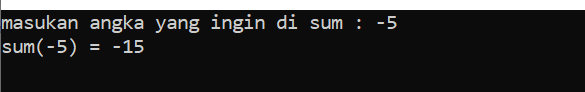 masukan angka yang ingin di sum : -5
sum(-5) = -15